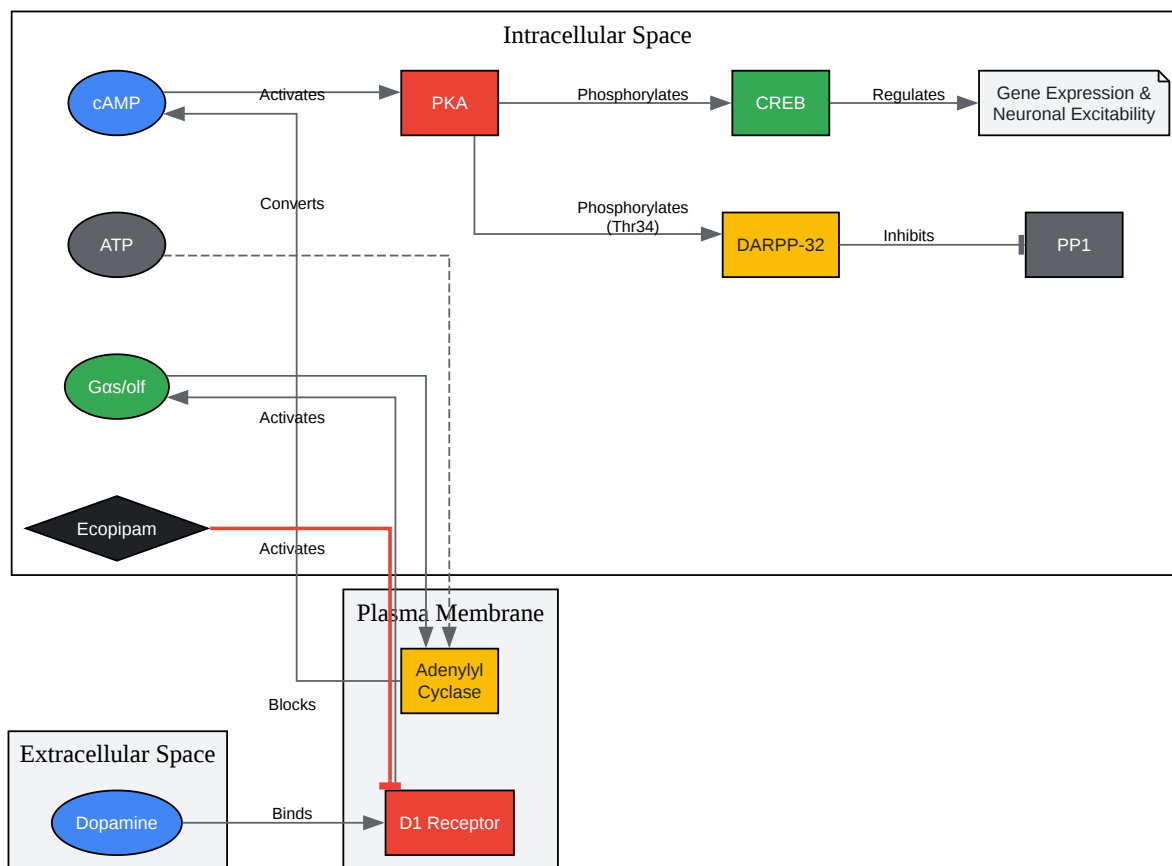 Intracellular Space
cAMP
Activates
PKA
Phosphorylates
CREB
Regulates
Gene Expression &
Neuronal Excitability
Converts
ATP
Phosphorylates
(Thr34)
DARPP-32
Inhibits
PP1
Gαs/olf
Activates
Ecopipam
Activates
Plasma Membrane
Adenylyl
Cyclase
Blocks
Extracellular Space
Dopamine
Binds
D1 Receptor